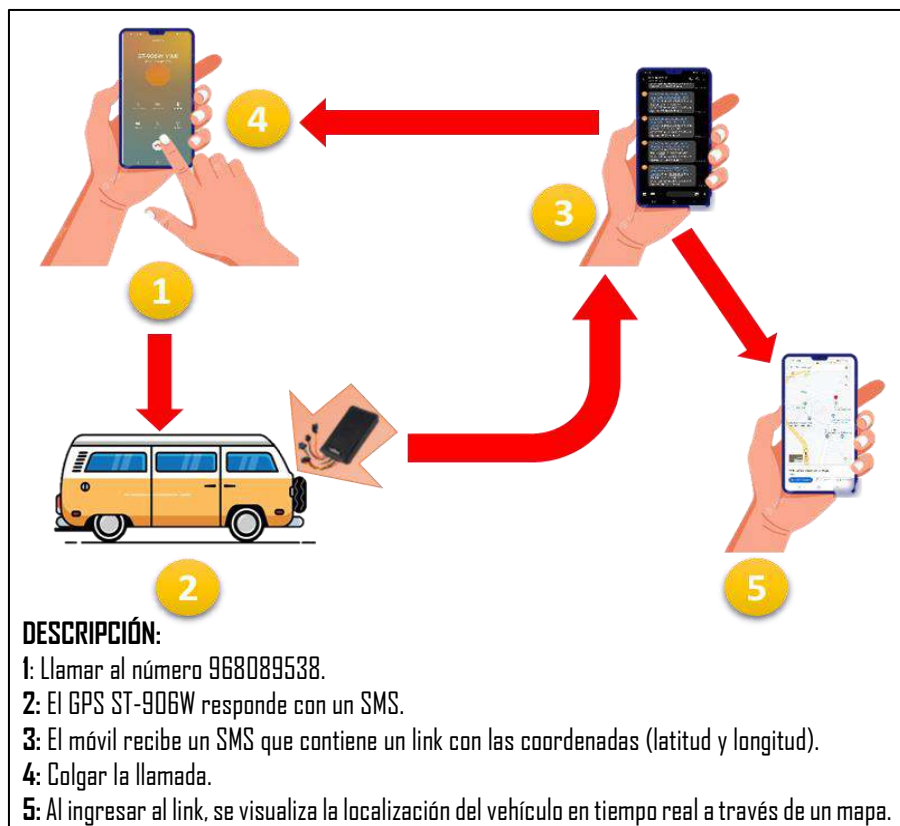 ST-906W
4
3
1
2
5
DESCRIPCIÓN:
1: Llamar al número 968089538.
2: El GPS ST-906W responde con un SMS.
3: El móvil recibe un SMS que contiene un link con las coordenadas (latitud y longitud).
4: Colgar la llamada.
5: Al ingresar al link, se visualiza la localización del vehículo en tiempo real a través de un mapa.